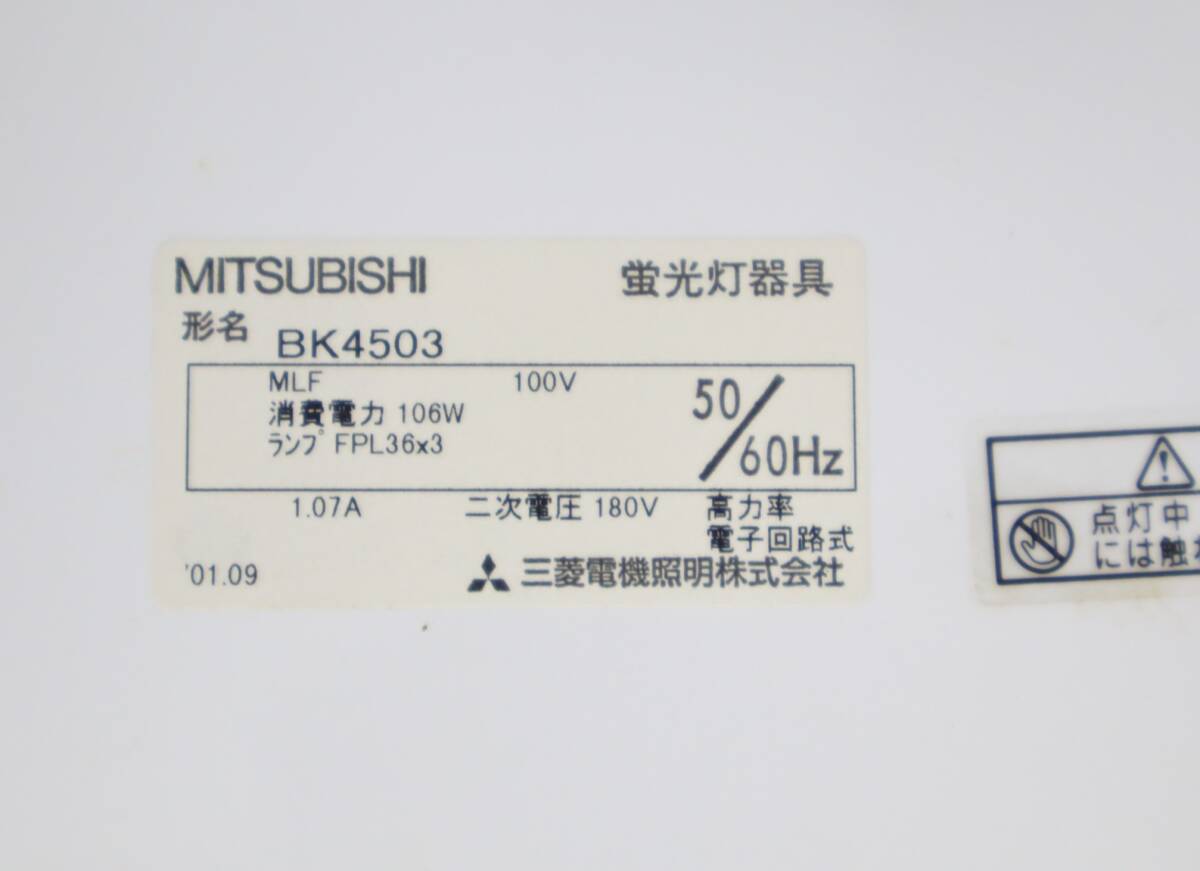 MITSUBISHI 蛍光灯器具
形名 BK4503
MLF 100V 50/60Hz
消費電力 106W
ランプ FPL36x3
1.07A 二次電圧 180V 高力率
電子回路式
'01.09 三菱電機照明株式会社
点灯中
には触